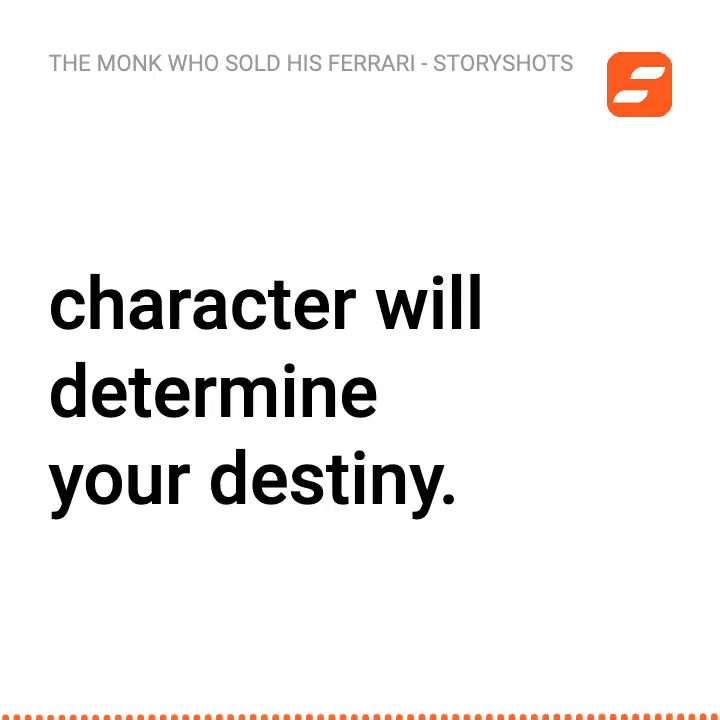 THE MONK WHO SOLD HIS FERRARI - STORYSHOTS
character will
determine
your destiny.